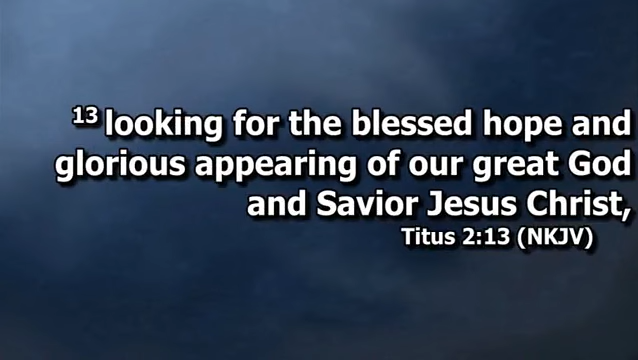 13 looking for the blessed hope and
glorious appearing of our great God
and Savior Jesus Christ,
Titus 2:13 (NKJV)